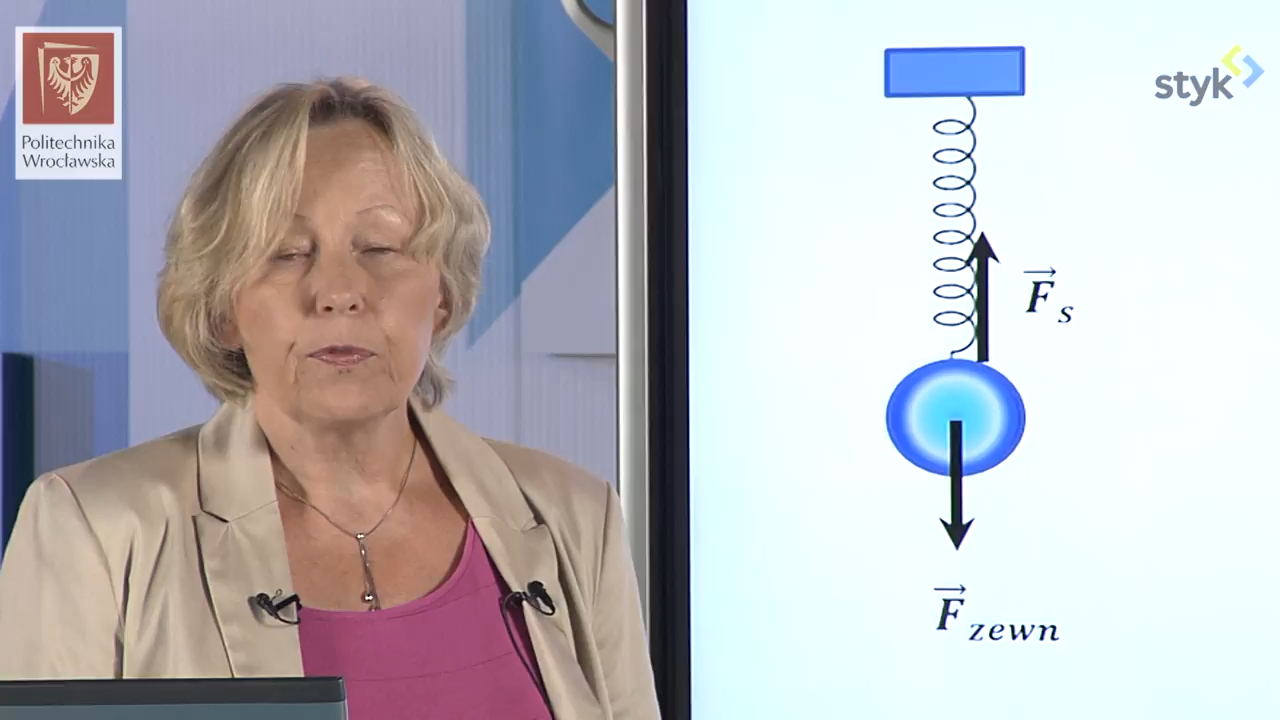 Politechnika
Wrocławska
styk
F⃗ s
F⃗ zewn